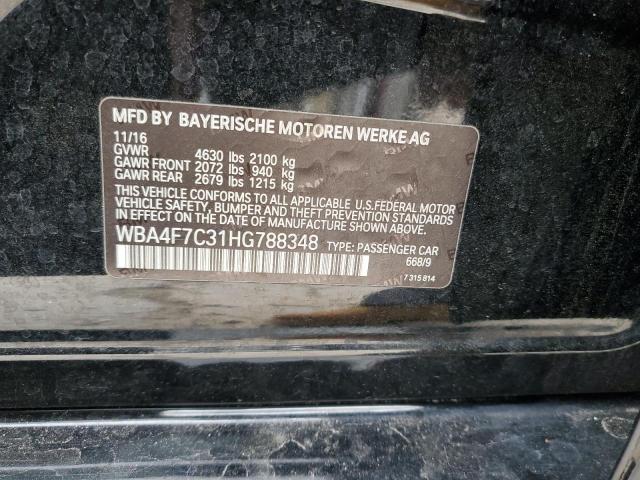 MFD BY BAYERISCHE MOTOREN WERKE AG
11/16
GVWR 4630 lbs 2100 kg
GAWR FRONT 2072 lbs 940 kg
GAWR REAR 2679 lbs 1215 kg
THIS VEHICLE CONFORMS TO ALL APPLICABLE U.S.FEDERAL MOTOR
VEHICLE SAFETY, BUMPER AND THEFT PREVENTION STANDARDS
IN EFFECT ON THE DATE OF MANUFACTURE SHOWN ABOVE.
WBA4F7C31HG788348 TYPE: PASSENGER CAR
668/9
7 315 814